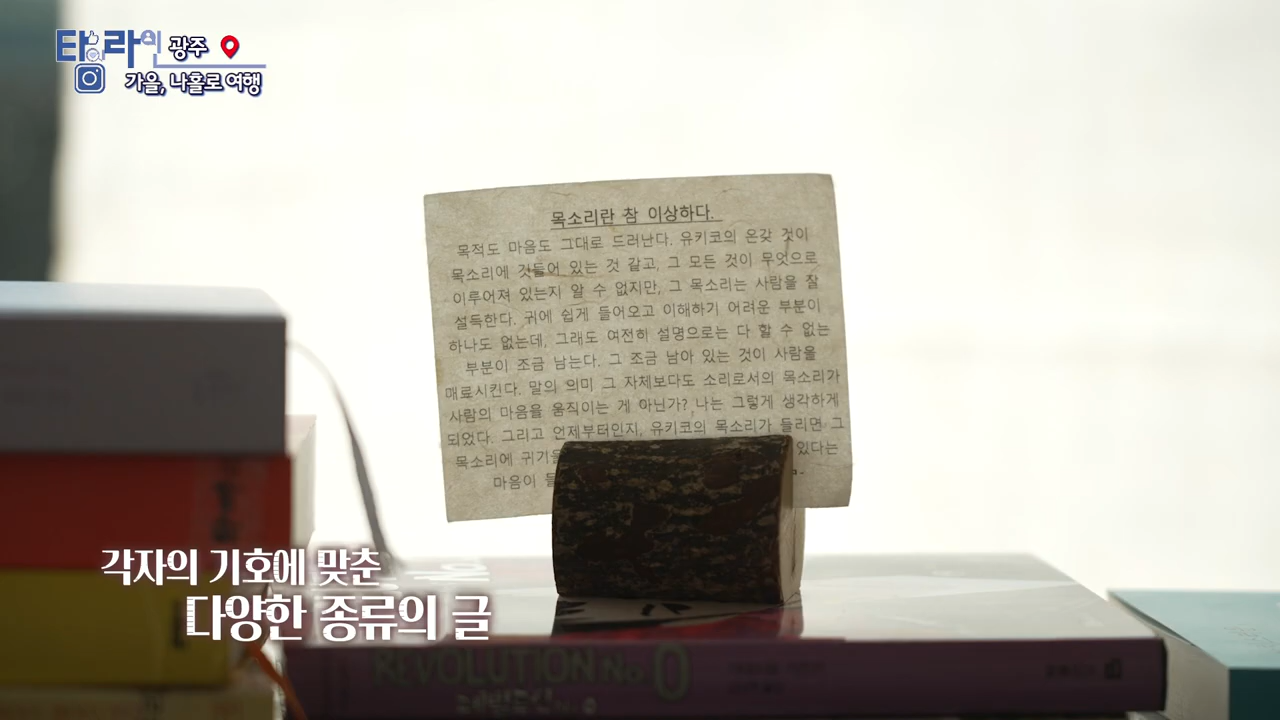 타라의 광주
가을, 나홀로 여행
목소리란 참 이상하다.
목적도 마음도 그대로 드러난다. 유키코의 온갖 것이
목소리에 것들어 있는 것 같고, 그 모든 것이 무엇으로
이루어져 있는지 알 수 없지만, 그 목소리는 사람을 잘
설득한다. 귀에 쉽게 들어오고 이해하기 어려운 부분이
하나도 없는데, 그래도 여전히 설명으로는 다 할 수 없는
부분이 조금 남는다. 그 조금 남아 있는 것이 사람을
매료시킨다. 말의 의미 그 자체보다도 소리로서의 목소리가
사람의 마음을 움직이는 게 아닌가? 나는 그렇게 생각하게
되었다. 그리고 언제부터인지, 유키코의 목소리가 들리면 그
목소리에 귀기울 있다는
마음이
각자의 기호에 맞춘
다양한 종류의 글
REVOLUTION No. 0